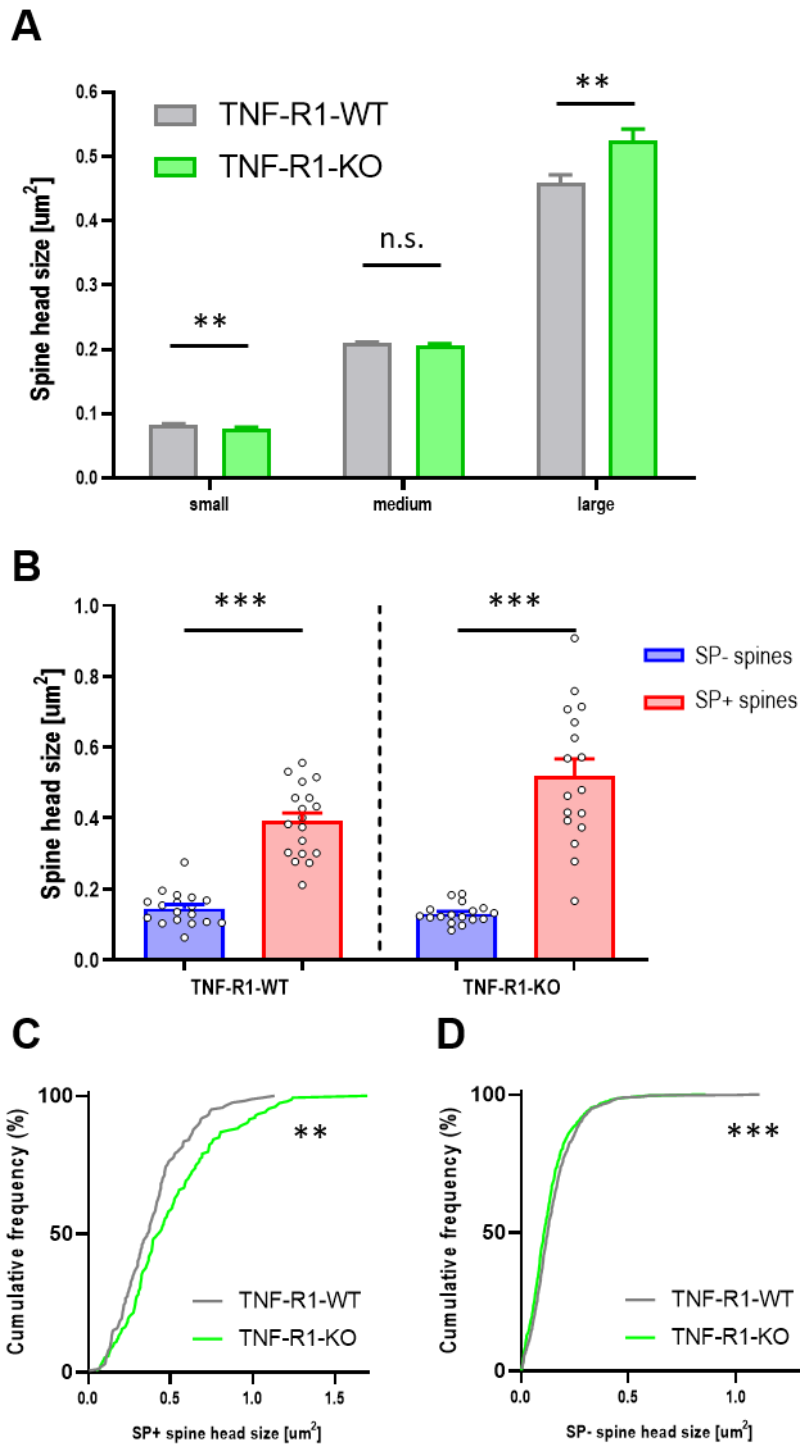 A
Spine head size [um²]
0.6
0.5
0.4
0.3
0.2
0.1
0.0
TNF-R1-WT
TNF-R1-KO
**
n.s.
**
small medium large
B
Spine head size [um²]
1.0
0.8
0.6
0.4
0.2
0.0
*** ***
SP- spines
SP+ spines
TNF-R1-WT TNF-R1-KO
C
Cumulative frequency (%)
100
50
0
**
TNF-R1-WT
TNF-R1-KO
0.0 0.5 1.0 1.5
SP+ spine head size [um²]
D
Cumulative frequency (%)
100
50
0
***
TNF-R1-WT
TNF-R1-KO
0.0 0.5 1.0
SP- spine head size [um²]